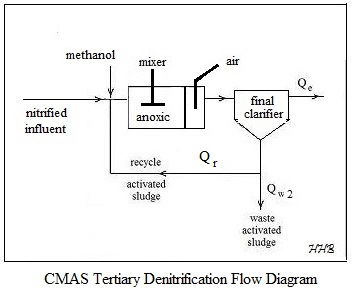 methanol
mixer
air
nitrified
influent
anoxic
final
clarifier
Qe
recycle
Qr
activated
sludge
Qw2
waste
activated
sludge
HHB
CMAS Tertiary Denitrification Flow Diagram